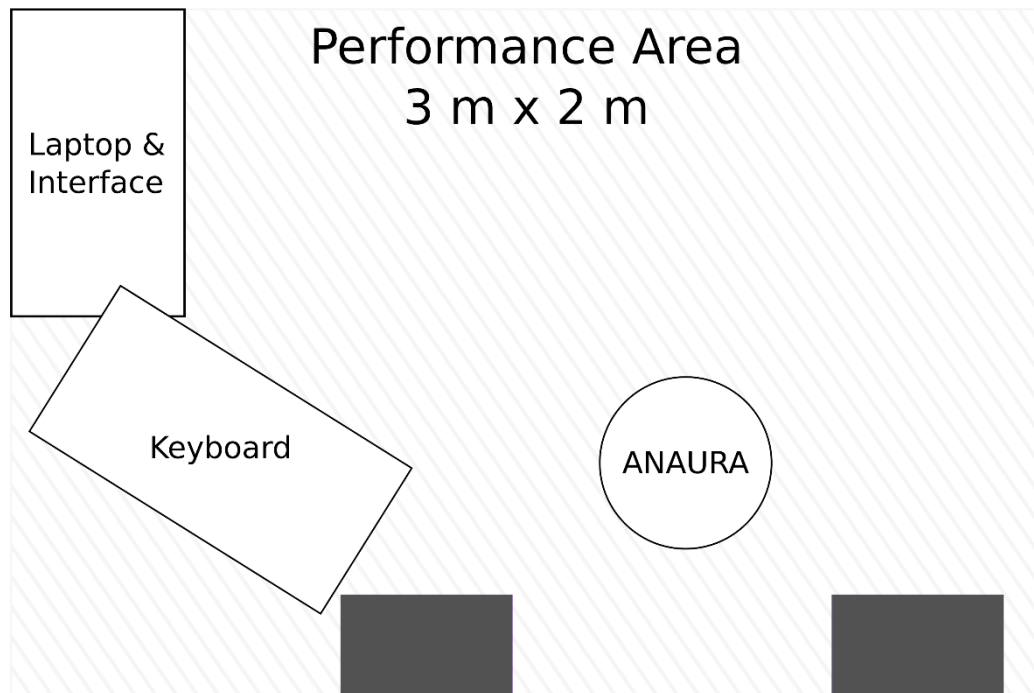 Performance Area
3 m x 2 m
Laptop &
Interface
Keyboard
ANAURA